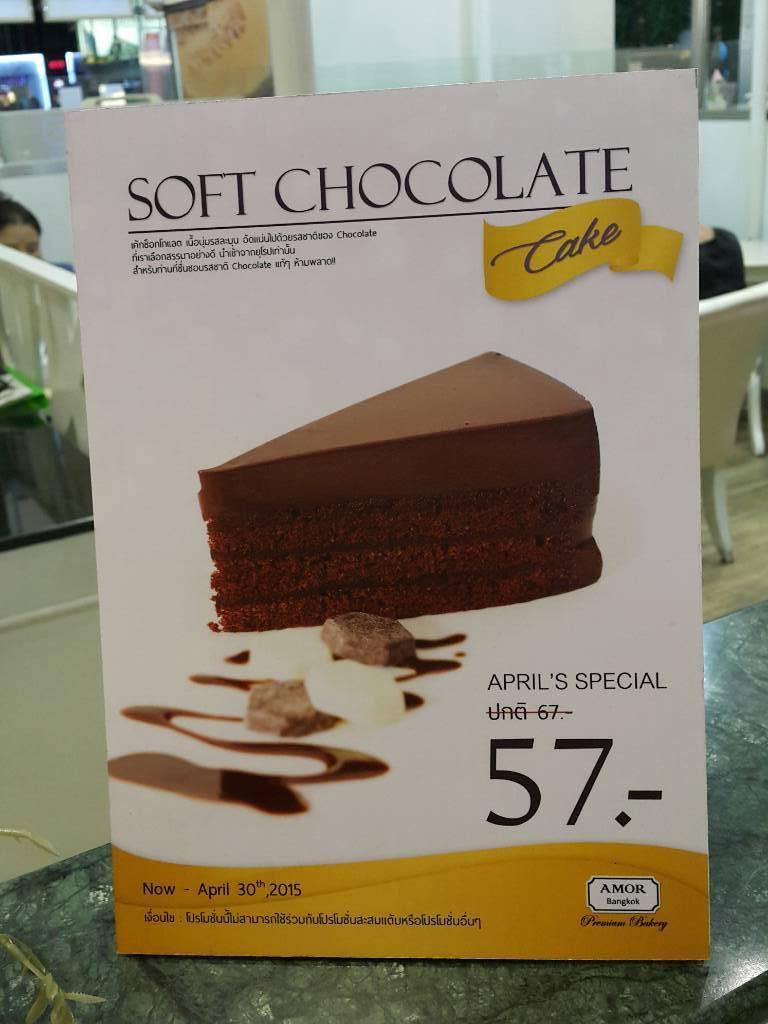 SOFT CHOCOLATE
Cake
เค้กช็อกโกแลต เนื้อนุ่มรสละมุน อัดแน่นไปด้วยรสชาติของ Chocolate
ที่เราเลือกสรรมาอย่างดี นำเข้าจากยุโรปเท่านั้น
สำหรับท่านที่ชื่นชอบรสชาติ Chocolate แท้ๆ ห้ามพลาด!!
APRIL'S SPECIAL
ปกติ 67.-
57.-
Now - April 30th,2015
เงื่อนไข : โปรโมชั่นนี้ไม่สามารถใช้ร่วมกับโปรโมชั่นสะสมแต้มหรือโปรโมชั่นอื่นๆ
AMOR
Bangkok
Premium Bakery